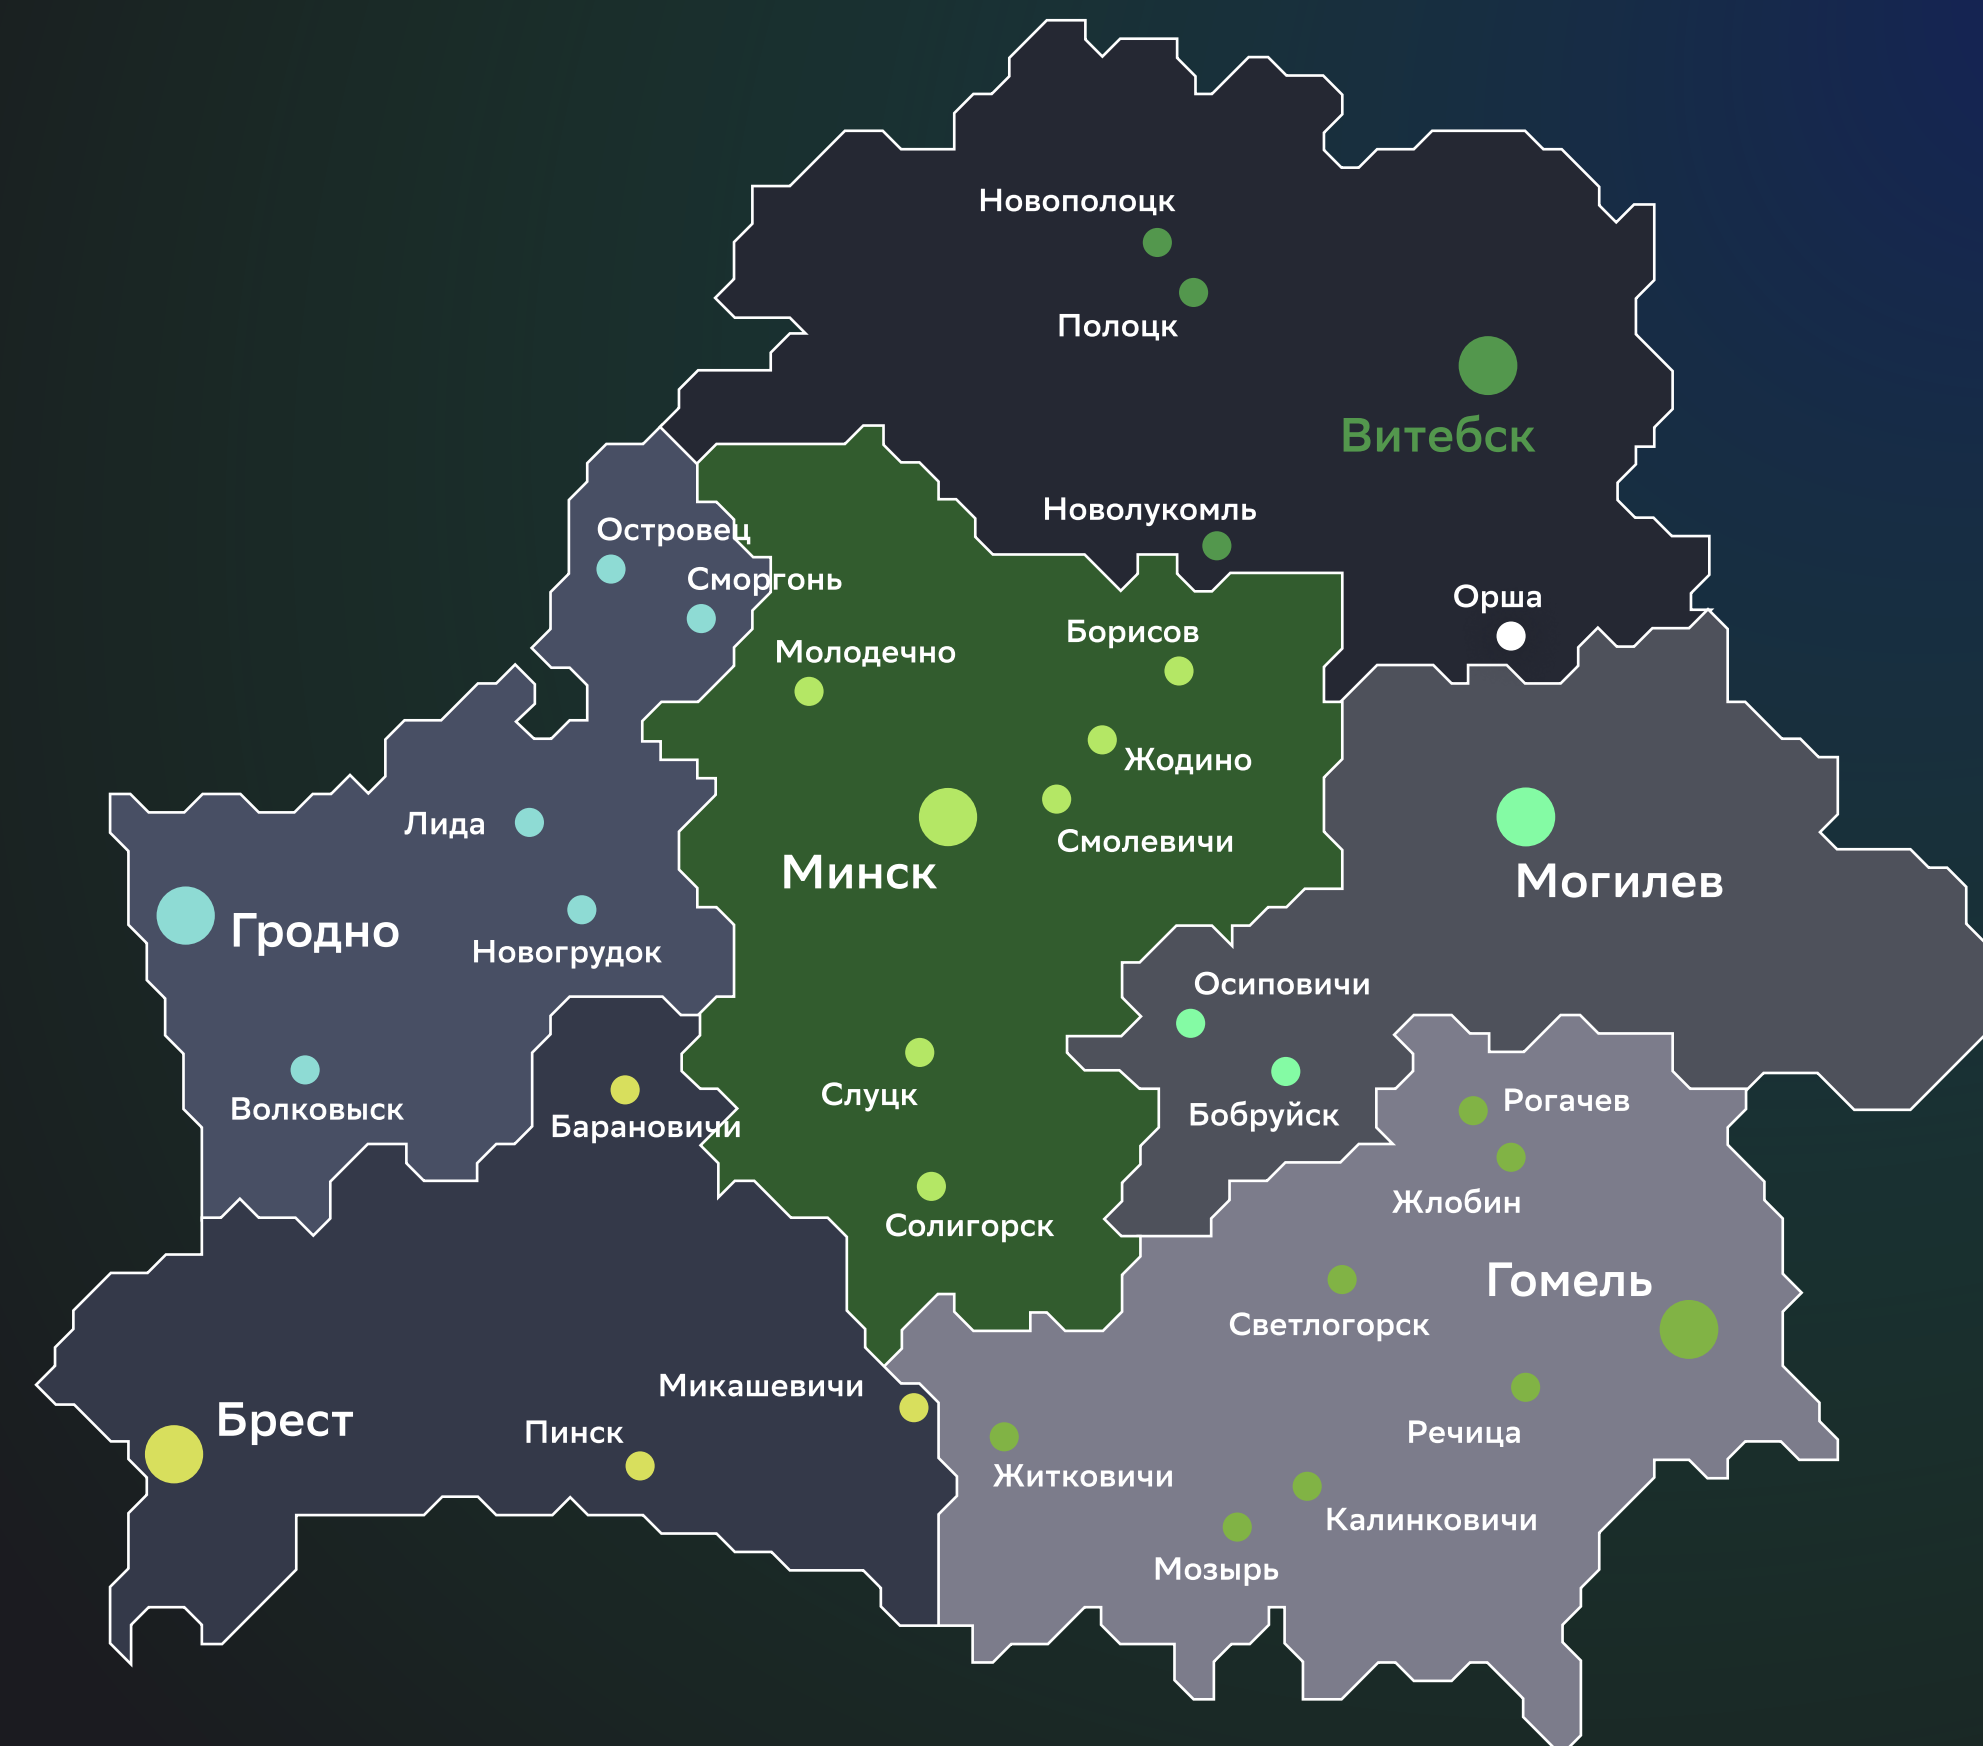 Новополоцк
Полоцк
Витебск
Новолукомль
Островец
Сморгонь
Орша
Борисов
Молодечно
Жодино
Лида
Смолевичи
Минск
Могилев
Гродно
Новогрудок
Осиповичи
Слуцк
Рогачев
Волковыск
Бобруйск
Барановичи
Жлобин
Солигорск
Гомель
Светлогорск
Микашевичи
Брест
Пинск
Речица
Житковичи
Калинковичи
Мозырь